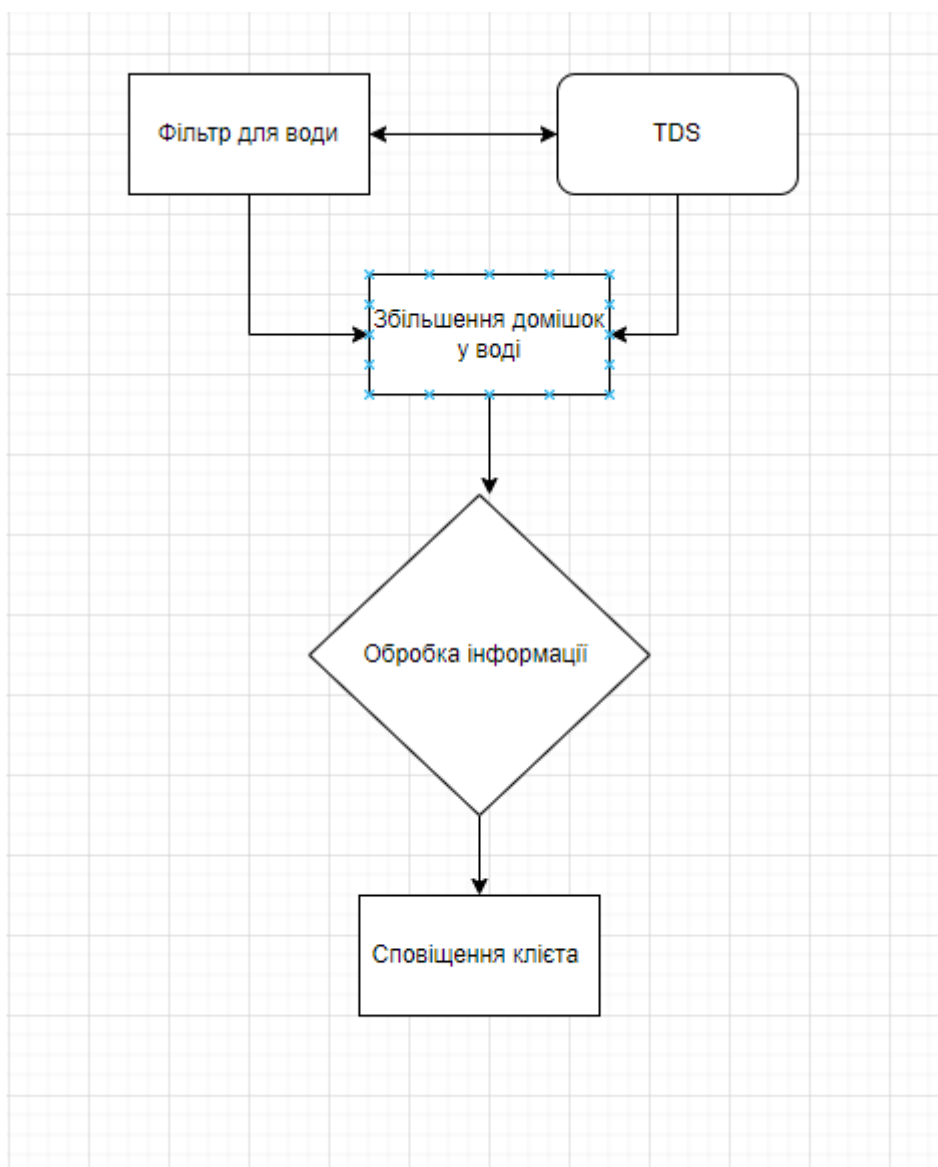 Фільтр для води
TDS
Збільшення домішок
у воді
Обробка інформації
Сповіщення клієта